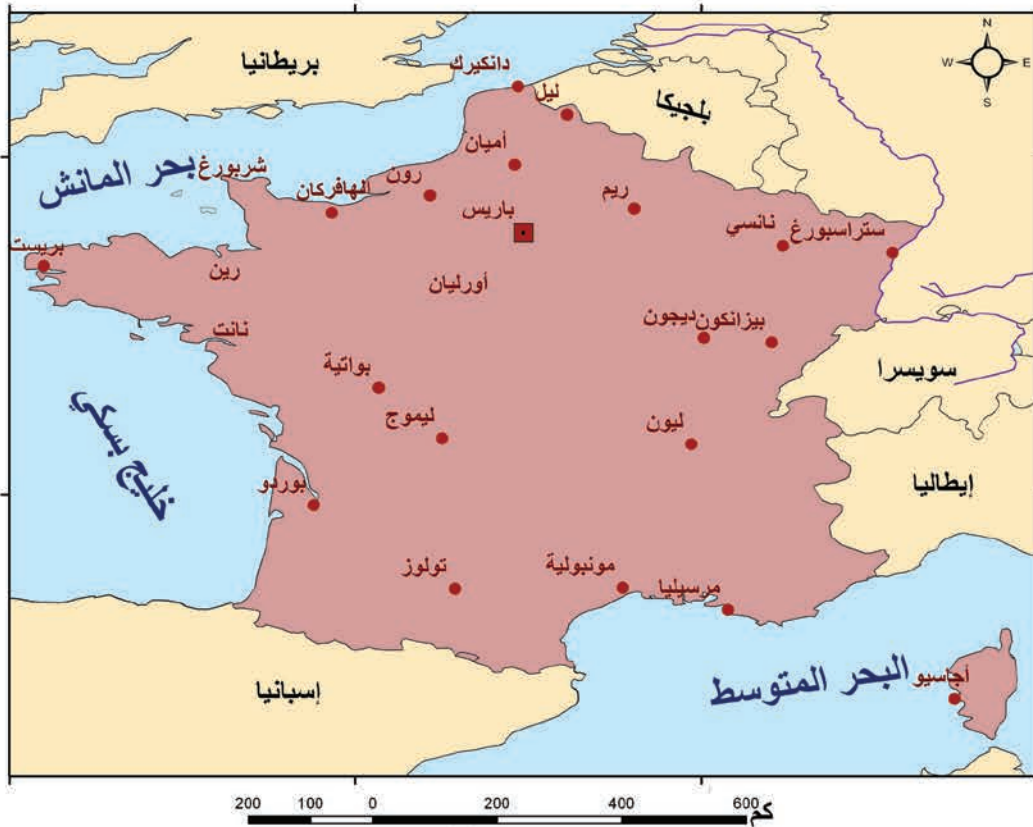 N
W
E
S
بريطانيا
دانكيرك
ليل
بلجيكا
أميان
بحر المانش
شربورغ
الهافركان
رون
ريم
باريس
نانسي
ستراسبورغ
بريست
رين
أورليان
نانت
ديجون
بيزانكون
سويسرا
بواتية
ليموج
ليون
خليج بسكي
إيطاليا
بوردو
تولوز
مونبولية
مرسيليا
إسبانيا
البحر المتوسط
أجاسيو
200 100 0 200 600 كم